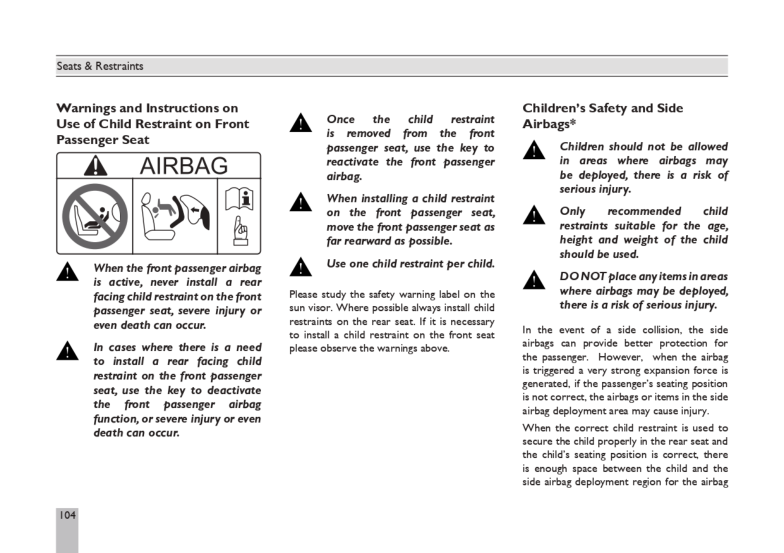 Seats & Restraints
Warnings and Instructions on
Use of Child Restraint on Front
Passenger Seat
AIRBAG
When the front passenger airbag
is active, never install a rear
facing child restraint on the front
passenger seat, severe injury or
even death can occur.
In cases where there is a need
to install a rear facing child
restraint on the front passenger
seat, use the key to deactivate
the front passenger airbag
function, or severe injury or even
death can occur.
Once the child restraint
is removed from the front
passenger seat, use the key to
reactivate the front passenger
airbag.
When installing a child restraint
on the front passenger seat,
move the front passenger seat as
far rearward as possible.
Use one child restraint per child.
Please study the safety warning label on the
sun visor. Where possible always install child
restraints on the rear seat. If it is necessary
to install a child restraint on the front seat
please observe the warnings above.
Children's Safety and Side
Airbags*
Children should not be allowed
in areas where airbags may
be deployed, there is a risk of
serious injury.
Only recommended child
restraints suitable for the age,
height and weight of the child
should be used.
DO NOT place any items in areas
where airbags may be deployed,
there is a risk of serious injury.
In the event of a side collision, the side
airbags can provide better protection for
the passenger. However, when the airbag
is triggered a very strong expansion force is
generated, if the passenger's seating position
is not correct, the airbags or items in the side
airbag deployment area may cause injury.
When the correct child restraint is used to
secure the child properly in the rear seat and
the child's seating position is correct, there
is enough space between the child and the
side airbag deployment region for the airbag
104